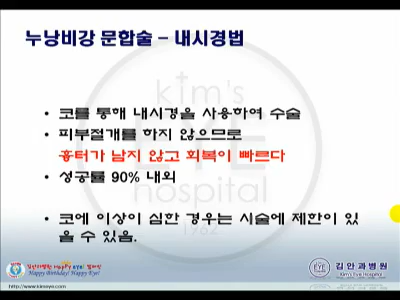 누낭비강 문합술 – 내시경법
• 코를 통해 내시경을 사용하여 수술
• 피부절개를 하지 않으므로
흉터가 남지 않고 회복이 빠르다
• 성공률 90% 내외
• 코에 이상이 심한 경우는 시술에 제한이 있
을 수 있음.
kim's
EYE
hospital
1962
Happy Birthday! Happy Eye!
http://www.kimeye.com
EYE
김안과병원
Kim's Eye Hospital